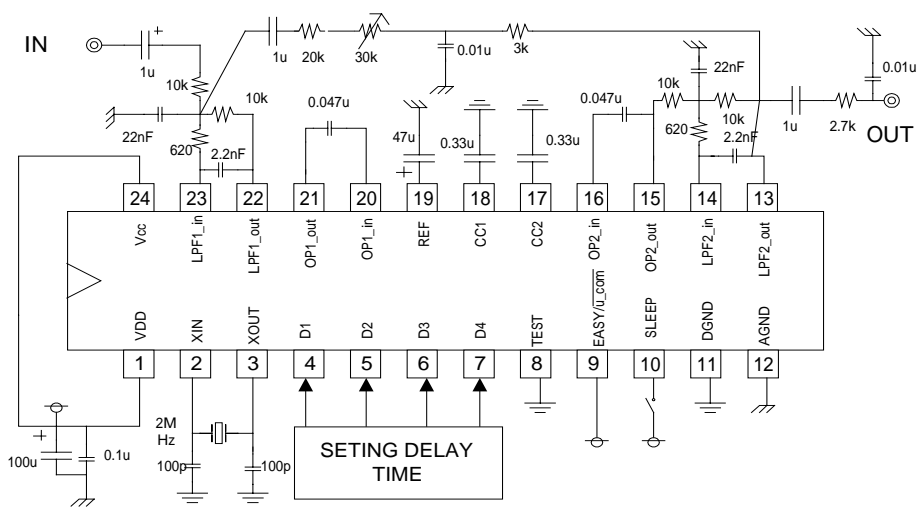 IN
+
1u
10k
1u
20k
30k
0.01u
3k
22nF
0.01u
10k
22nF
620
2.2nF
0.047u
47u
+
0.33u
0.33u
0.047u
10k
10k
620
2.2nF
1u
2.7k
OUT
24 23 22 21 20 19 18 17 16 15 14 13
Vcc LPF1_in LPF1_out OP1_out OP1_in REF CC1 CC2 OP2_in OP2_out LPF2_in LPF2_out
VDD XIN XOUT D1 D2 D3 D4 TEST EASY/u_com SLEEP DGND AGND
1 2 3 4 5 6 7 8 9 10 11 12
+
100u
0.1u
2M
Hz
100p
100p
SETING DELAY
TIME